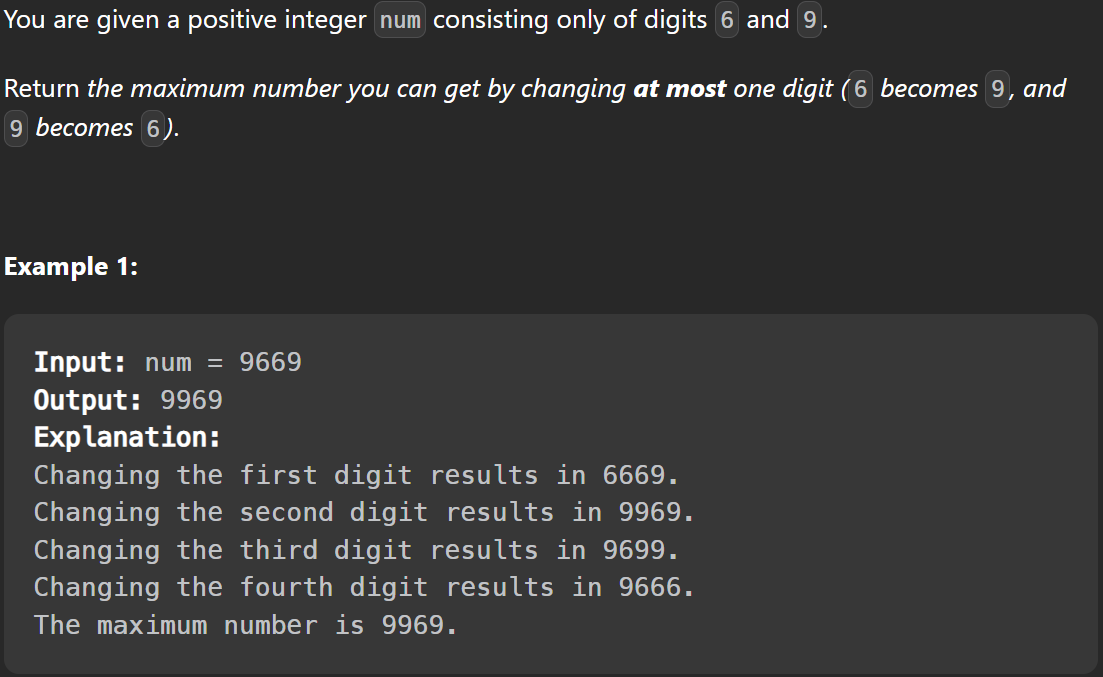 You are given a positive integer num consisting only of digits 6 and 9.
Return the maximum number you can get by changing at most one digit (6 becomes 9, and
9 becomes 6).
Example 1:
Input: num = 9669
Output: 9969
Explanation:
Changing the first digit results in 6669.
Changing the second digit results in 9969.
Changing the third digit results in 9699.
Changing the fourth digit results in 9666.
The maximum number is 9969.